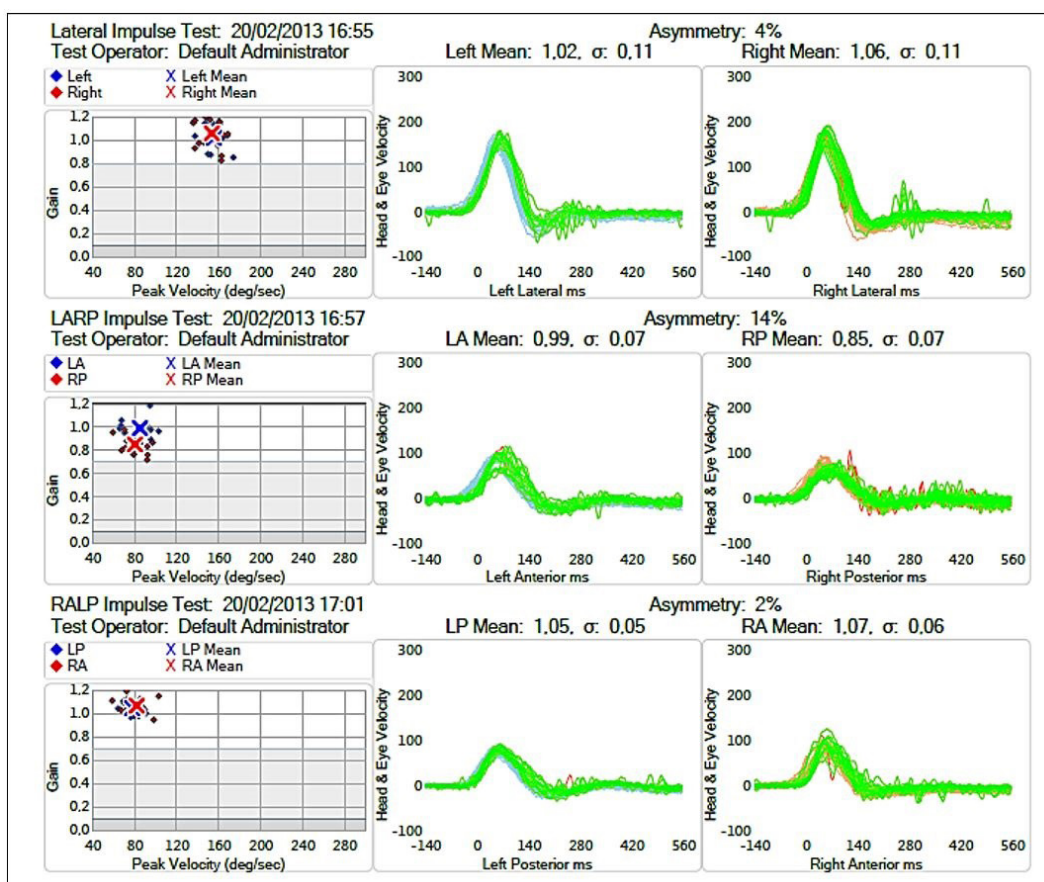 Lateral Impulse Test: 20/02/2013 16:55
Asymmetry: 4%
Test Operator: Default Administrator
Left Mean: 1.02, σ: 0.11
Right Mean: 1.06, σ: 0.11
Left
Left Mean
Right
Right Mean
Gain
1.2
1.0
0.8
0.6
0.4
0.2
0.0
40 80 120 160 200 240 280
Peak Velocity (deg/sec)
Head & Eye Velocity
300
200
100
0
-100
-140 0 140 280 420 560
Left Lateral ms
Head & Eye Velocity
300
200
100
0
-100
-140 0 140 280 420 560
Right Lateral ms
LARP Impulse Test: 20/02/2013 16:57
Asymmetry: 14%
Test Operator: Default Administrator
LA Mean: 0.99, σ: 0.07
RP Mean: 0.85, σ: 0.07
LA
LA Mean
RP
RP Mean
Gain
1.2
1.0
0.8
0.6
0.4
0.2
0.0
40 80 120 160 200 240 280
Peak Velocity (deg/sec)
Head & Eye Velocity
300
200
100
0
-100
-140 0 140 280 420 560
Left Anterior ms
Head & Eye Velocity
300
200
100
0
-100
-140 0 140 280 420 560
Right Posterior ms
RALP Impulse Test: 20/02/2013 17:01
Asymmetry: 2%
Test Operator: Default Administrator
LP Mean: 1.05, σ: 0.05
RA Mean: 1.07, σ: 0.06
LP
LP Mean
RA
RA Mean
Gain
1.2
1.0
0.8
0.6
0.4
0.2
0.0
40 80 120 160 200 240 280
Peak Velocity (deg/sec)
Head & Eye Velocity
300
200
100
0
-100
-140 0 140 280 420 560
Left Posterior ms
Head & Eye Velocity
300
200
100
0
-100
-140 0 140 280 420 560
Right Anterior ms